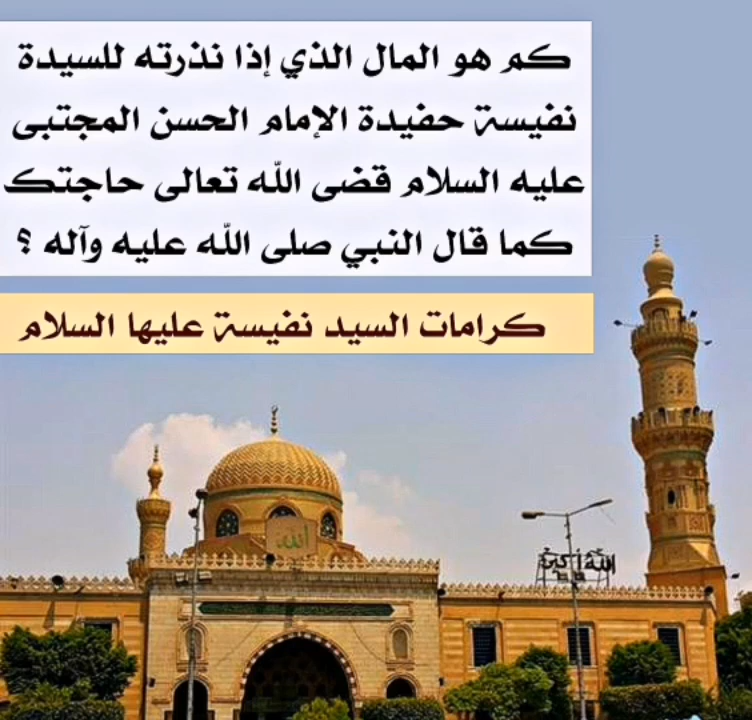 كم هو المال الذي إذا نذرته للسيدة
نفيسة حفيدة الإمام الحسن المجتبى
عليه السلام قضى الله تعالى حاجتك
كما قال النبي صلى الله عليه وآله ؟
كرامات السيد نفيسة عليها السلام
الله
الله أكبر